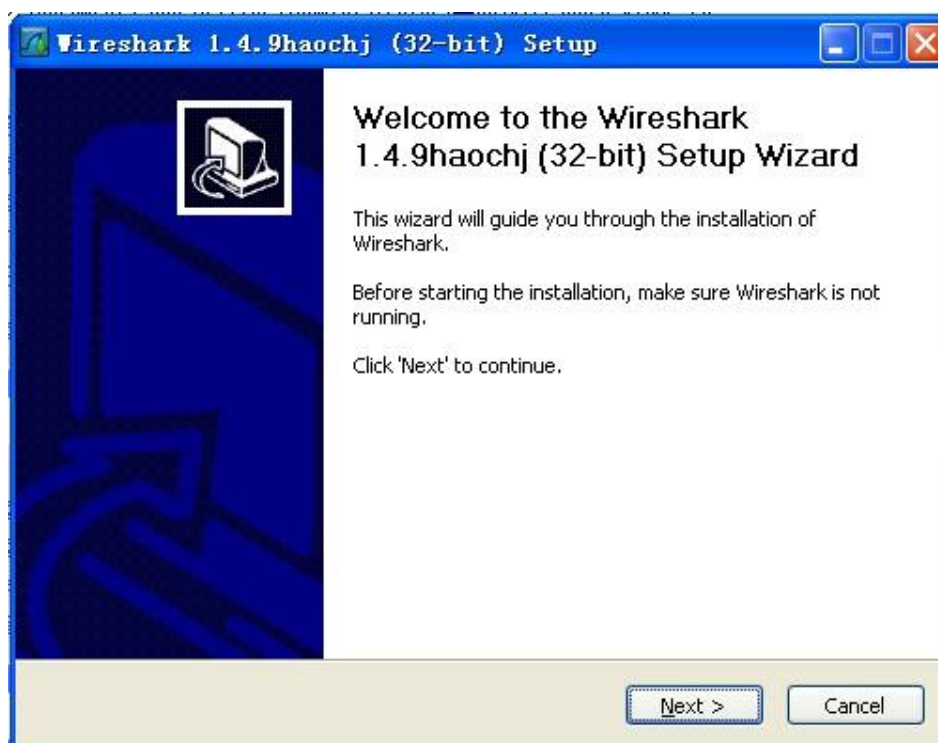 Wireshark 1.4.9haochj (32-bit) Setup
Welcome to the Wireshark
1.4.9haochj (32-bit) Setup Wizard
This wizard will guide you through the installation of
Wireshark.
Before starting the installation, make sure Wireshark is not
running.
Click 'Next' to continue.
Next >
Cancel